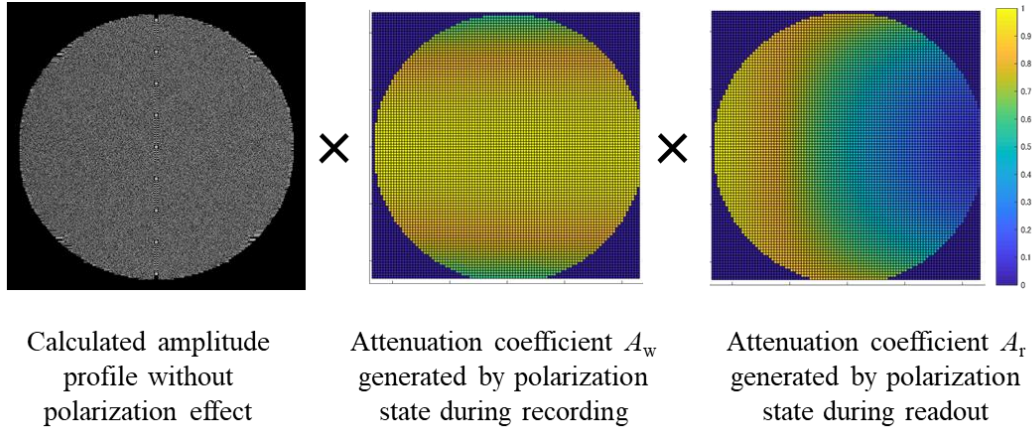 ×
×
1
0.9
0.8
0.7
0.6
0.5
0.4
0.3
0.2
0.1
0
Calculated amplitude
profile without
polarization effect
Attenuation coefficient A_w
generated by polarization
state during recording
Attenuation coefficient A_r
generated by polarization
state during readout